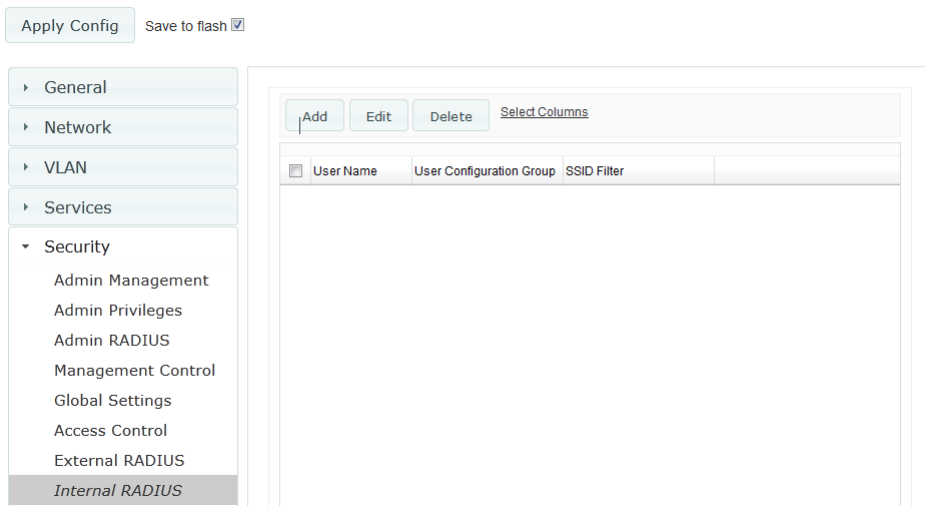 Apply Config Save to flash
General
Network
VLAN
Services
Security
Admin Management
Admin Privileges
Admin RADIUS
Management Control
Global Settings
Access Control
External RADIUS
Internal RADIUS
Add Edit Delete Select Columns
User Name User Configuration Group SSID Filter